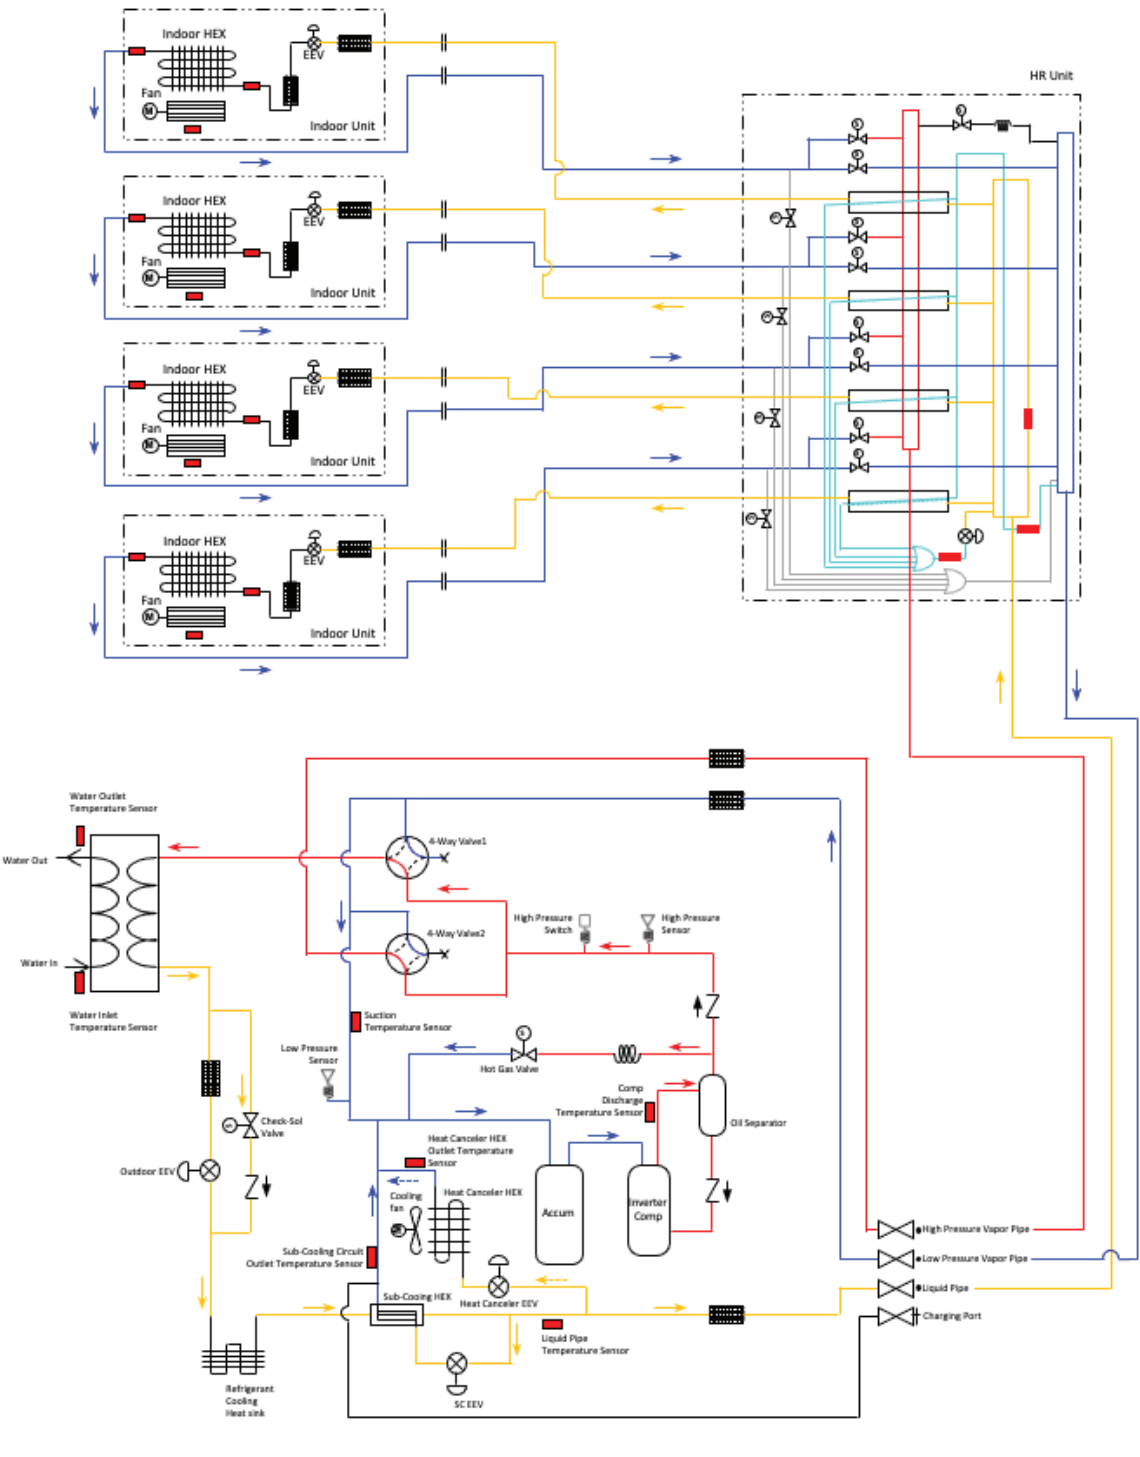 HR Unit
Indoor HEX
EEV
Fan
M
Indoor Unit
Indoor HEX
EEV
Fan
M
Indoor Unit
Indoor HEX
EEV
Fan
M
Indoor Unit
Indoor HEX
EEV
Fan
M
Indoor Unit
Water Outlet
Temperature Sensor
Water Out
Water In
Water Inlet
Temperature Sensor
4-Way Valve1
4-Way Valve2
High Pressure
Switch
High Pressure
Sensor
Suction
Temperature Sensor
Low Pressure
Sensor
Hot Gas Valve
Comp
Discharge
Temperature Sensor
Oil Separator
Check-Sol
Valve
Outdoor EEV
Heat Canceler HEX
Outlet Temperature
Sensor
Cooling
fan
Heat Canceler HEX
Accum
Inverter
Comp
Sub-Cooling Circuit
Outlet Temperature Sensor
Sub-Cooing HEX
Heat Canceler EEV
Liquid Pipe
Temperature Sensor
SC EEV
Refrigerant
Cooling
Heat sink
High Pressure Vapor Pipe
Low Pressure Vapor Pipe
Liquid Pipe
Charging Port